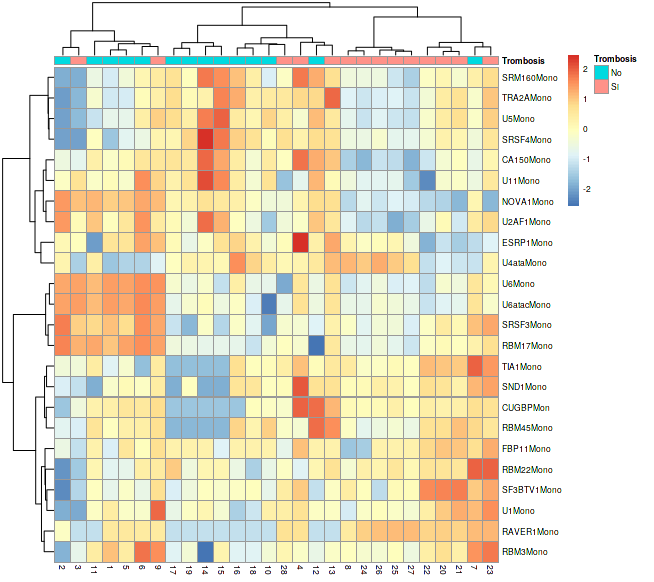 Trombosis
SRM160Mono
TRA2AMono
U5Mono
SRSF4Mono
CA150Mono
U11Mono
NOVA1Mono
U2AF1Mono
ESRP1Mono
U4ataMono
U6Mono
U6atacMono
SRSF3Mono
RBM17Mono
TIA1Mono
SND1Mono
CUGBPMon
RBM45Mono
FBP11Mono
RBM22Mono
SF3BTV1Mono
U1Mono
RAVER1Mono
RBM3Mono
2 3 11 1 5 6 9 17 19 14 15 16 18 10 28 4 12 13 8 24 26 25 27 22 20 21 7 23
2
1
0
-1
-2
Trombosis
No
SI